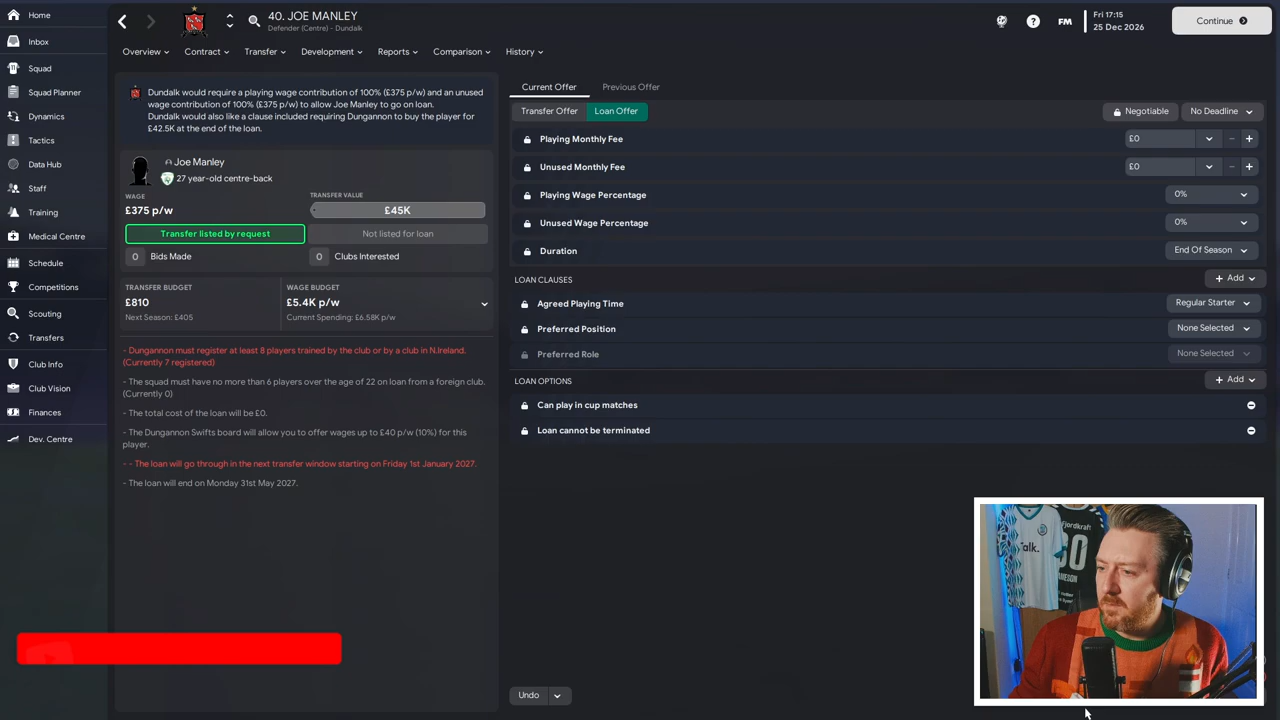 Home
Inbox
Squad
Squad Planner
Dynamics
Tactics
Data Hub
Staff
Training
Medical Centre
Schedule
Competitions
Scouting
Transfers
Club Info
Club Vision
Finances
Dev. Centre
40. JOE MANLEY
Defender (Centre) - Dundalk
FM
Fri 17:15
25 Dec 2026
Continue
Overview
Contract
Transfer
Development
Reports
Comparison
History
Dundalk would require a playing wage contribution of 100% (£375 p/w) and an unused
wage contribution of 100% (£375 p/w) to allow Joe Manley to go on loan.
Dundalk would also like a clause included requiring Dungannon to buy the player for
£42.5K at the end of the loan.
Joe Manley
27 year-old centre-back
WAGE
£375 p/w
TRANSFER VALUE
£45K
Transfer listed by request
Not listed for loan
0 Bids Made
0 Clubs Interested
TRANSFER BUDGET
£810
Next Season: £405
WAGE BUDGET
£5.4K p/w
Current Spending: £6.58K p/w
- Dungannon must register at least 8 players trained by the club or by a club in N.Ireland.
(Currently 7 registered)
- The squad must have no more than 6 players over the age of 22 on loan from a foreign club.
(Currently 0)
- The total cost of the loan will be £0.
- The Dungannon Swifts board will allow you to offer wages up to £40 p/w (10%) for this
player.
- - The loan will go through in the next transfer window starting on Friday 1st January 2027.
- The loan will end on Monday 31st May 2027.
Current Offer
Previous Offer
Transfer Offer
Loan Offer
Negotiable
No Deadline
Playing Monthly Fee £0
Unused Monthly Fee £0
Playing Wage Percentage 0%
Unused Wage Percentage 0%
Duration End Of Season
LOAN CLAUSES
+ Add
Agreed Playing Time Regular Starter
Preferred Position None Selected
Preferred Role None Selected
LOAN OPTIONS
+ Add
Can play in cup matches
Loan cannot be terminated
Undo
Talk.
Fjordkraft
JAMIESON